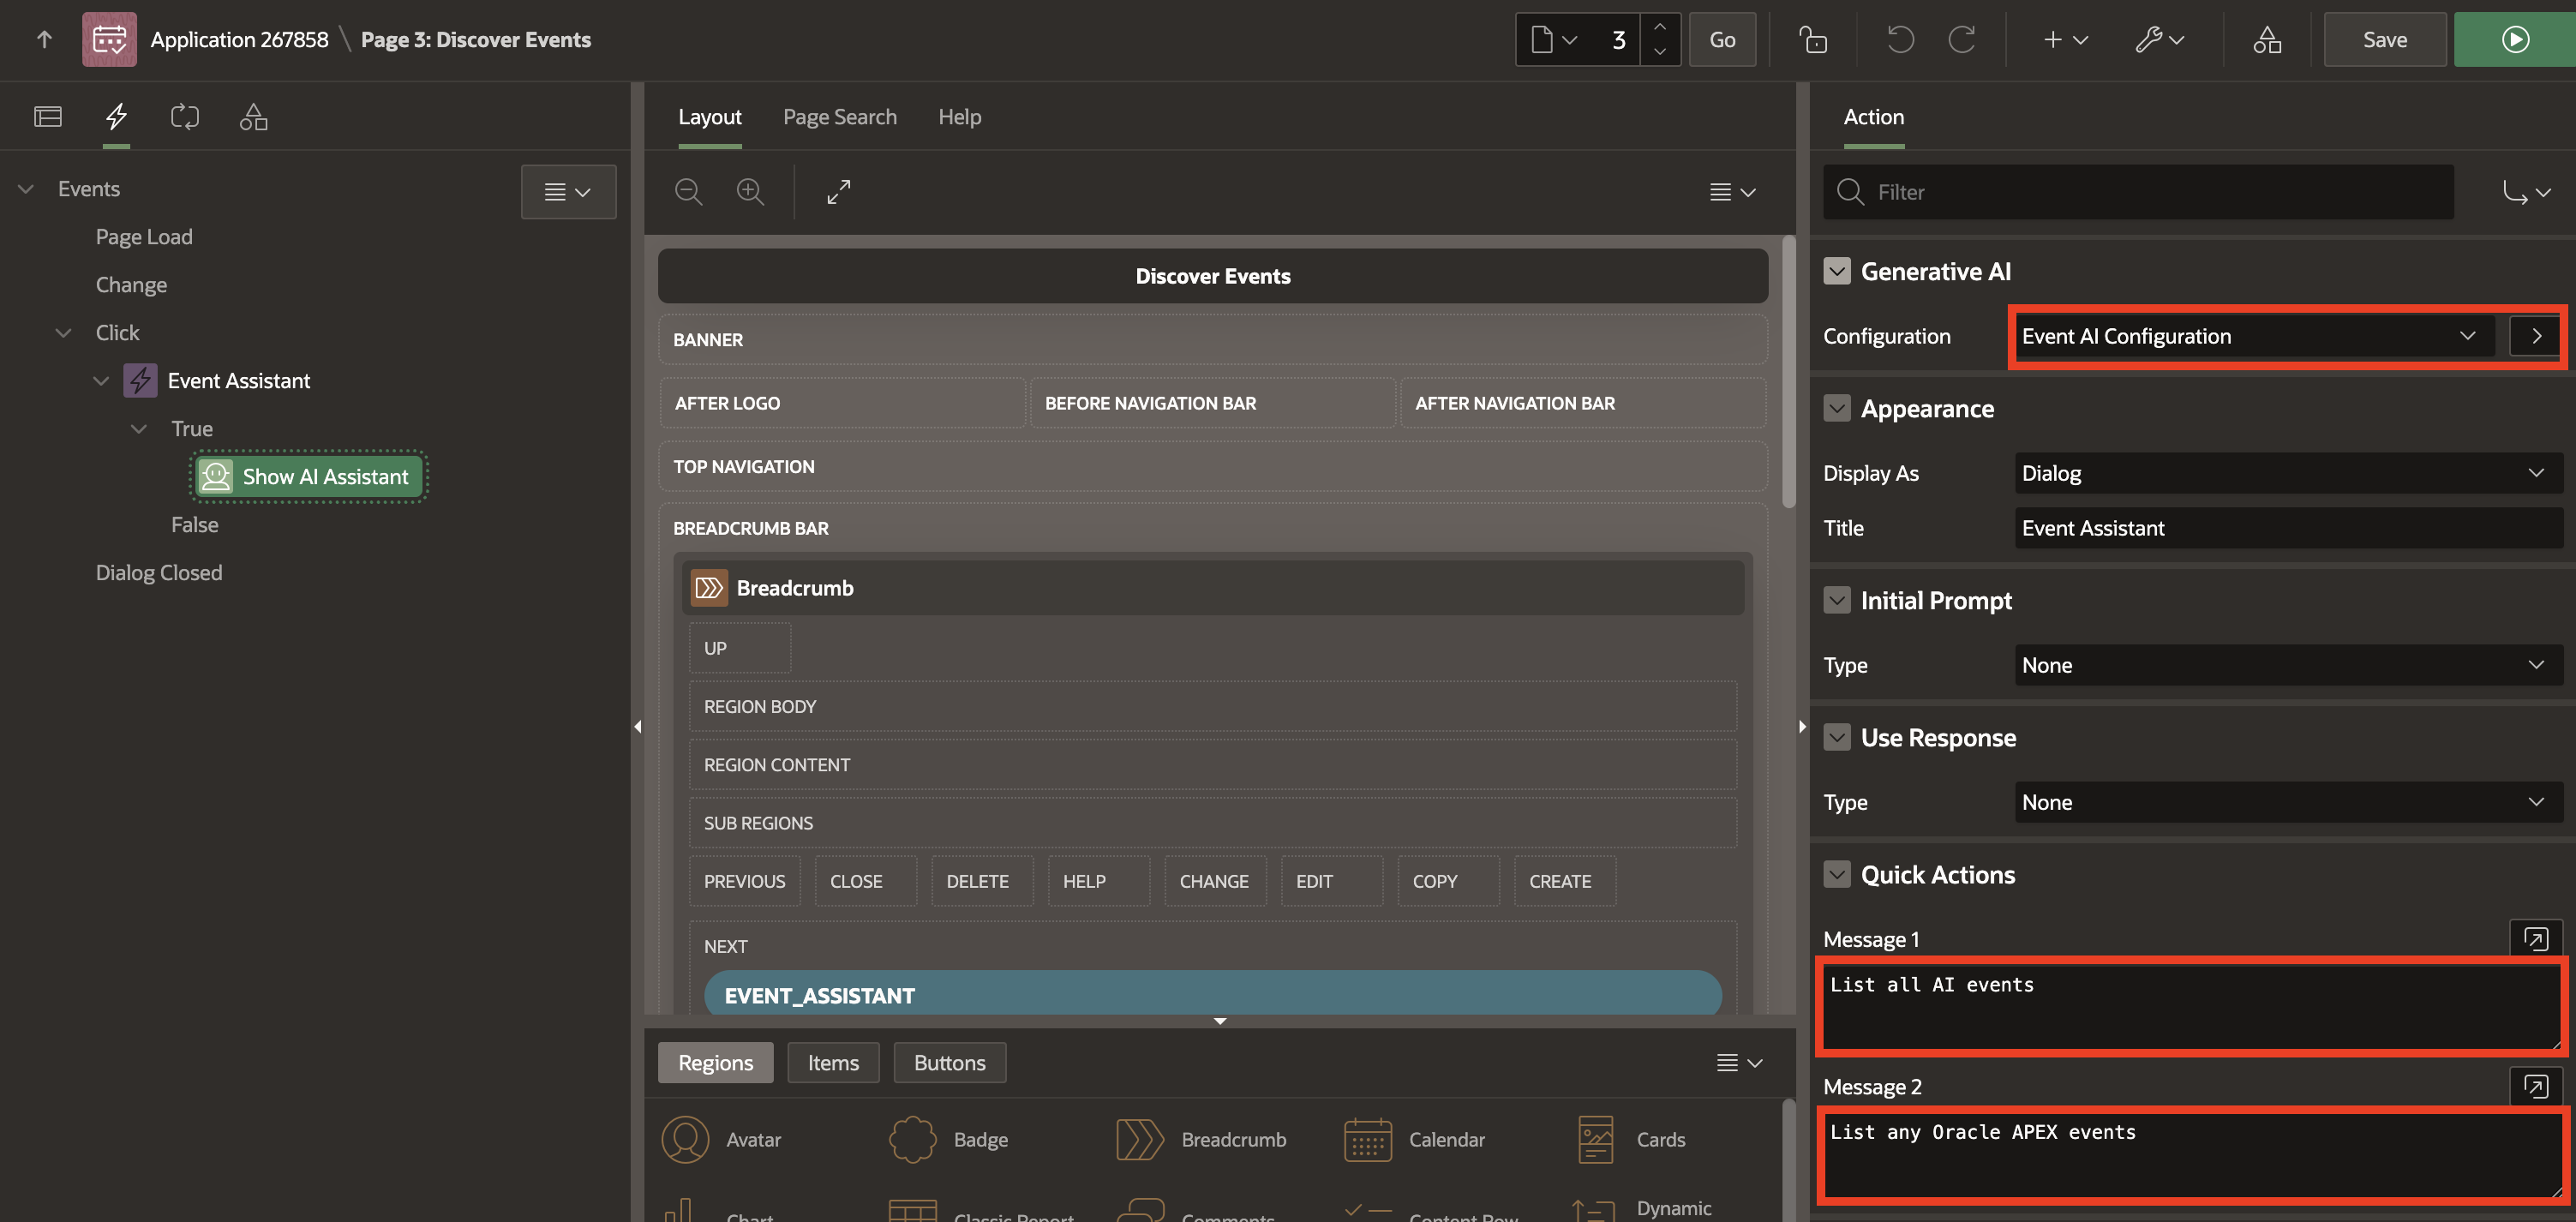 Application 267858 \ Page 3: Discover Events
3
Go
Save
Events
Page Load
Change
Click
Event Assistant
True
Show AI Assistant
False
Dialog Closed
Layout
Page Search
Help
Discover Events
BANNER
AFTER LOGO
BEFORE NAVIGATION BAR
AFTER NAVIGATION BAR
TOP NAVIGATION
BREADCRUMB BAR
Breadcrumb
UP
REGION BODY
REGION CONTENT
SUB REGIONS
PREVIOUS
CLOSE
DELETE
HELP
CHANGE
EDIT
COPY
CREATE
NEXT
EVENT_ASSISTANT
Regions
Items
Buttons
Avatar
Badge
Breadcrumb
Calendar
Cards
Chart
Classic Report
Comments
Content Row
Dynamic
Action
Filter
Generative AI
Configuration
Event AI Configuration
Appearance
Display As
Dialog
Title
Event Assistant
Initial Prompt
Type
None
Use Response
Type
None
Quick Actions
Message 1
List all AI events
Message 2
List any Oracle APEX events